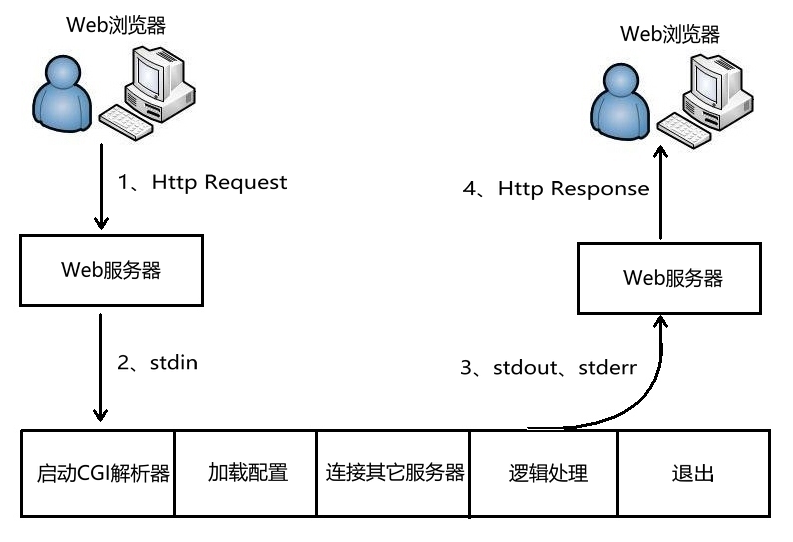 Web浏览器
Web浏览器
1、Http Request
4、Http Response
Web服务器
Web服务器
2、stdin
3、stdout、stderr
启动CGI解析器
加载配置
连接其它服务器
逻辑处理
退出